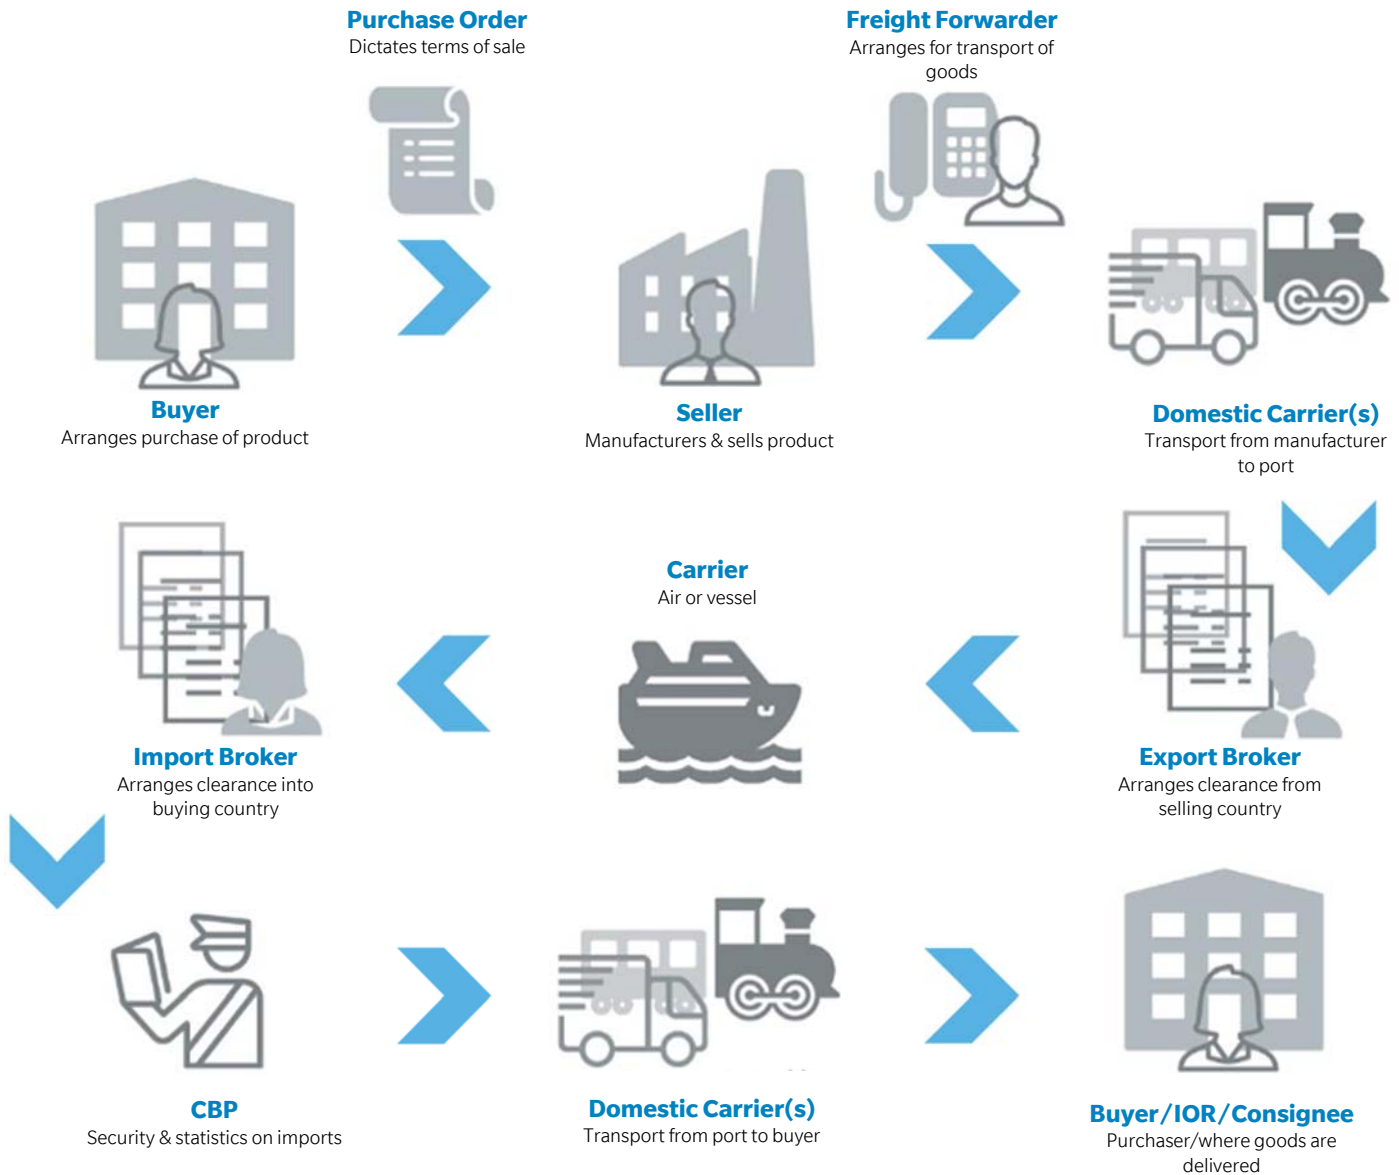 Purchase Order
Dictates terms of sale
Freight Forwarder
Arranges for transport of
goods
Buyer
Arranges purchase of product
Seller
Manufacturers & sells product
Domestic Carrier(s)
Transport from manufacturer
to port
Import Broker
Arranges clearance into
buying country
Carrier
Air or vessel
Export Broker
Arranges clearance from
selling country
CBP
Security & statistics on imports
Domestic Carrier(s)
Transport from port to buyer
Buyer/IOR/Consignee
Purchaser/where goods are
delivered